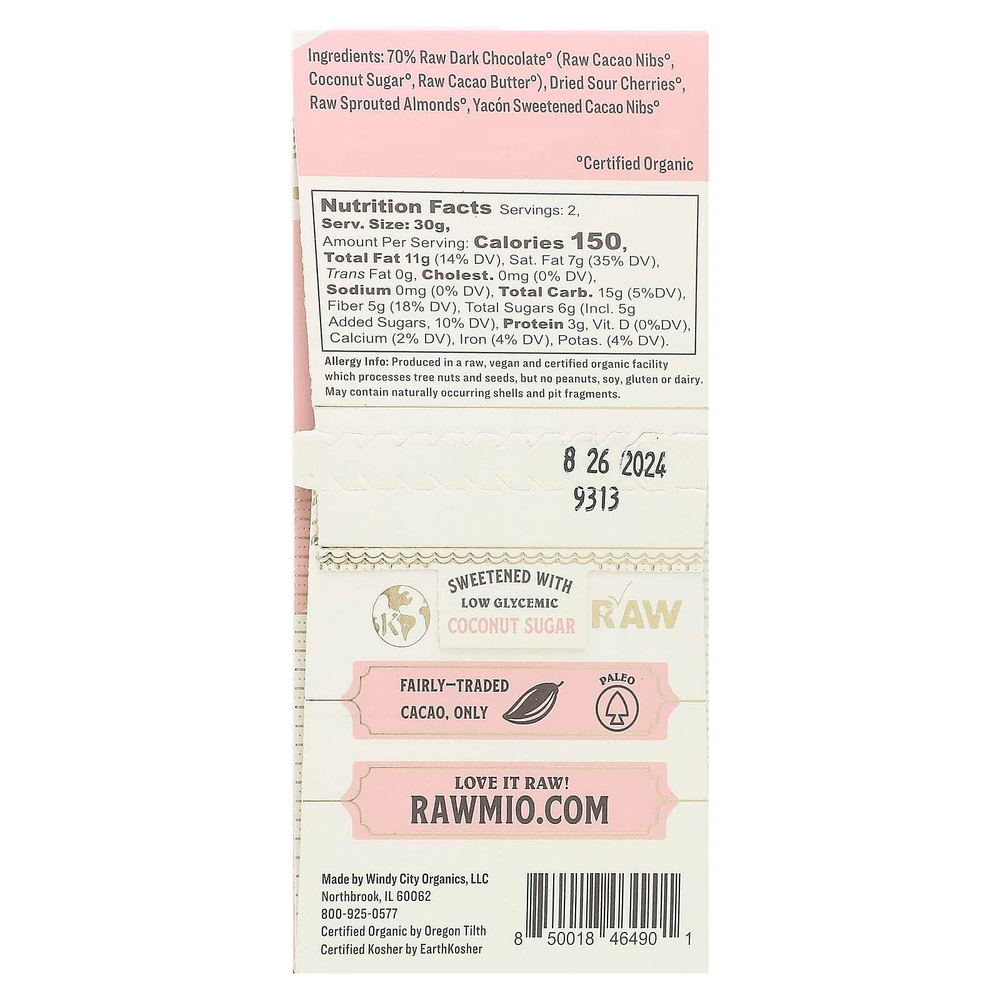 Ingredients: 70% Raw Dark Chocolate° (Raw Cacao Nibs°,
Coconut Sugar°, Raw Cacao Butter°), Dried Sour Cherries°,
Raw Sprouted Almonds°, Yacón Sweetened Cacao Nibs°
°Certified Organic
Nutrition Facts Servings: 2,
Serv. Size: 30g,
Amount Per Serving: Calories 150,
Total Fat 11g (14% DV), Sat. Fat 7g (35% DV),
Trans Fat 0g, Cholest. 0mg (0% DV),
Sodium 0mg (0% DV), Total Carb. 15g (5%DV),
Fiber 5g (18% DV), Total Sugars 6g (Incl. 5g
Added Sugars, 10% DV), Protein 3g, Vit. D (0%DV),
Calcium (2% DV), Iron (4% DV), Potas. (4% DV).
Allergy Info: Produced in a raw, vegan and certified organic facility
which processes tree nuts and seeds, but no peanuts, soy, gluten or dairy.
May contain naturally occurring shells and pit fragments.
8 26 2024
9313
SWEETENED WITH
LOW GLYCEMIC
COCONUT SUGAR
RAW
FAIRLY–TRADED
CACAO, ONLY
PALEO
LOVE IT RAW!
RAWMIO.COM
Made by Windy City Organics, LLC
Northbrook, IL 60062
800-925-0577
Certified Organic by Oregon Tilth
Certified Kosher by EarthKosher
8 50018 46490 1